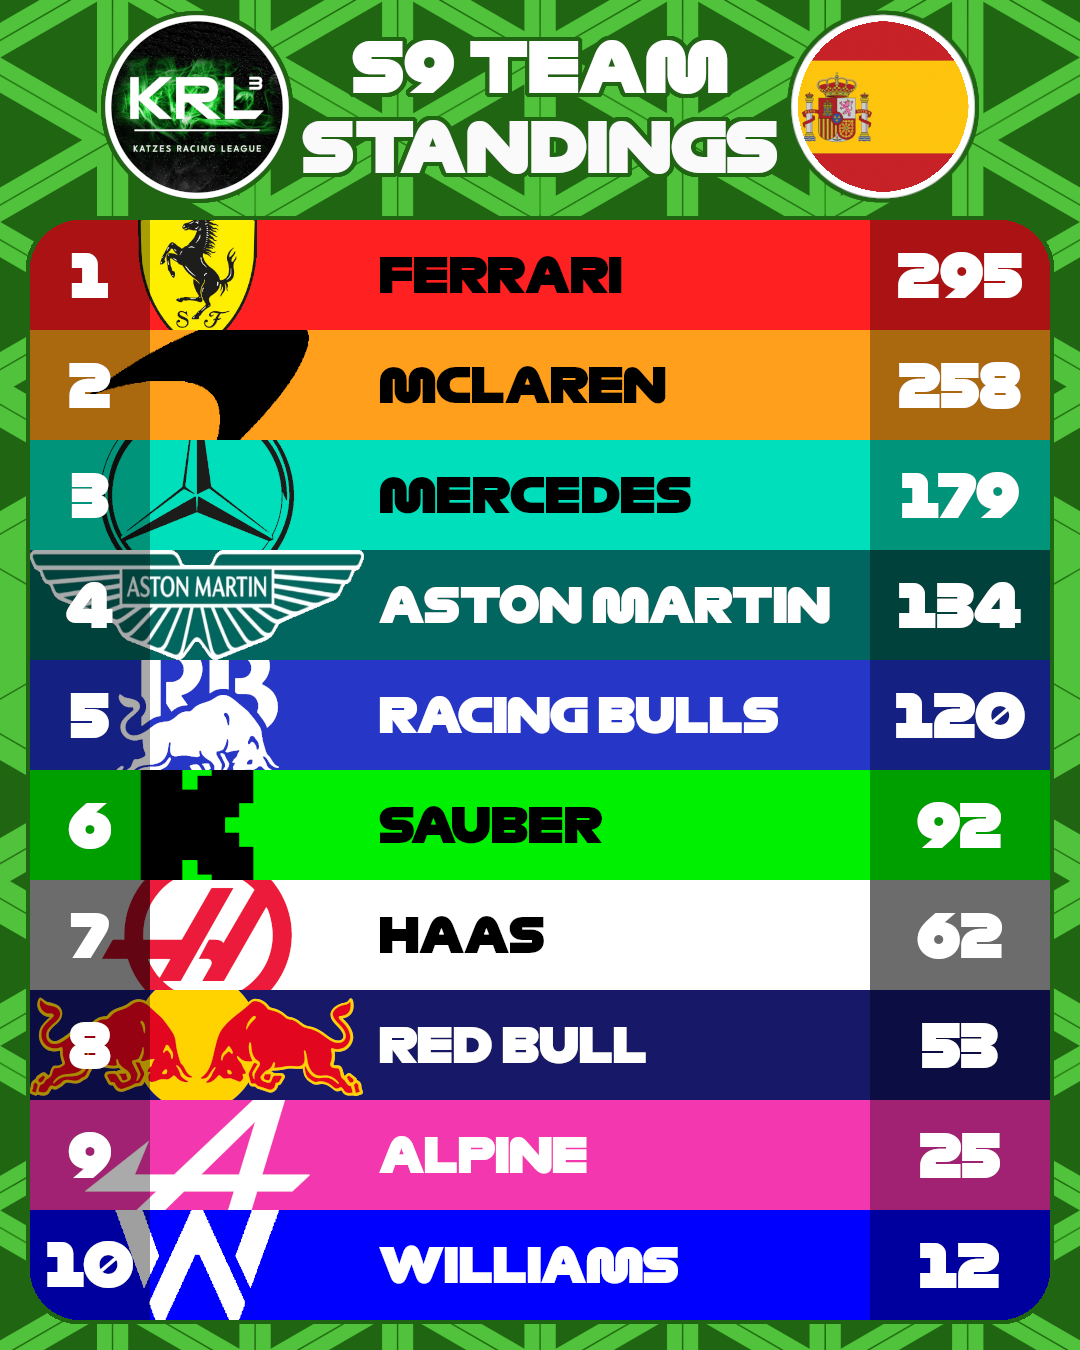 KRL3
KATZES RACING LEAGUE
S9 TEAM
STANDINGS
1 S F FERRARI 295
2 MCLAREN 258
3 MERCEDES 179
4 ASTON MARTIN ASTON MARTIN 134
5 RB RACING BULLS 120
6 SAUBER 92
7 HAAS 62
8 RED BULL 53
9 ALPINE 25
10 WILLIAMS 12